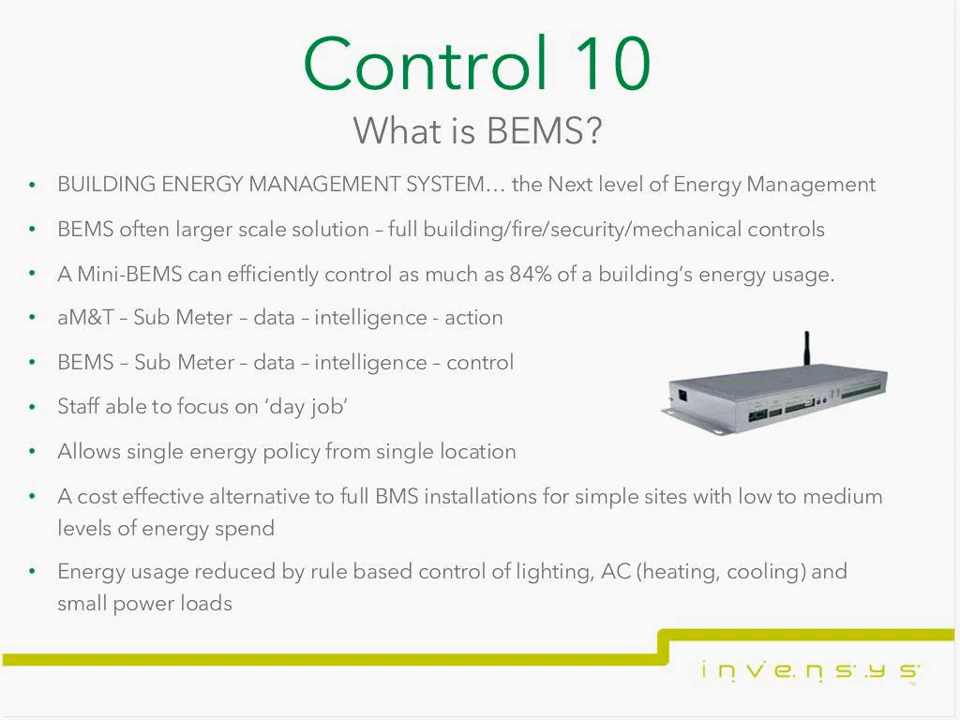 Control 10
What is BEMS?
• BUILDING ENERGY MANAGEMENT SYSTEM… the Next level of Energy Management
• BEMS often larger scale solution – full building/fire/security/mechanical controls
• A Mini-BEMS can efficiently control as much as 84% of a building’s energy usage.
• aM&T – Sub Meter – data – intelligence - action
• BEMS – Sub Meter – data – intelligence – control
• Staff able to focus on ‘day job’
• Allows single energy policy from single location
• A cost effective alternative to full BMS installations for simple sites with low to medium
levels of energy spend
• Energy usage reduced by rule based control of lighting, AC (heating, cooling) and
small power loads
invensys
™